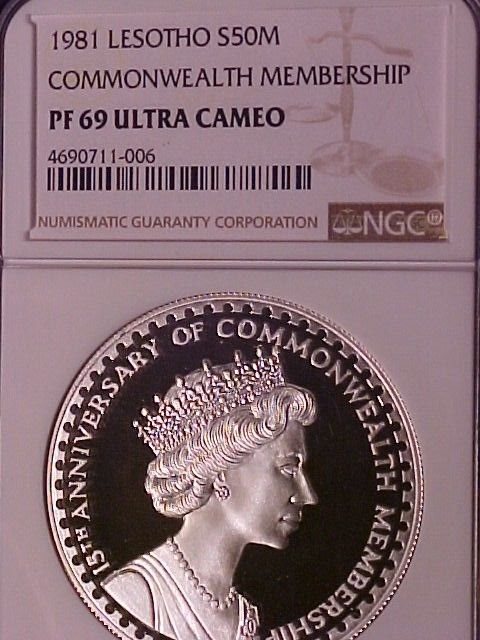 1981 LESOTHO S50M
COMMONWEALTH MEMBERSHIP
PF 69 ULTRA CAMEO
4690711-006
NUMISMATIC GUARANTY CORPORATION
NGC
15TH ANNIVERSARY OF COMMONWEALTH MEMBERSHIP